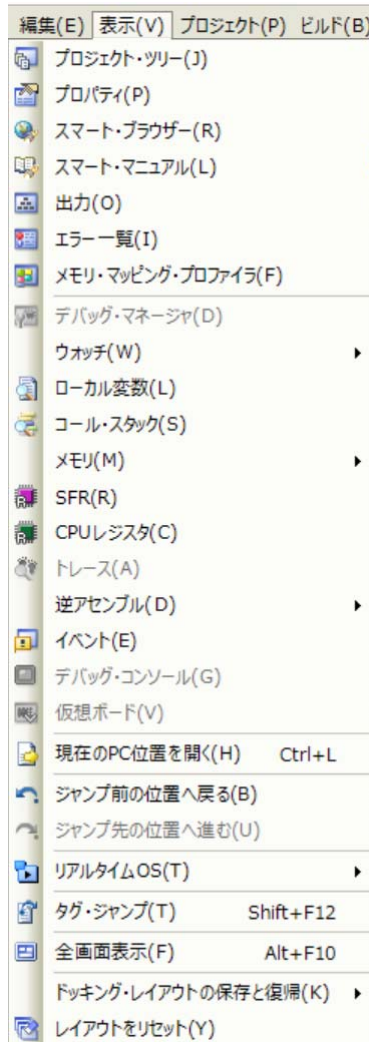 編集(E) 表示(V) プロジェクト(P) ビルド(B)
プロジェクト・ツリー(J)
プロパティ(P)
スマート・ブラウザー(R)
スマート・マニュアル(L)
出力(O)
エラー一覧(I)
メモリ・マッピング・プロファイラ(F)
デバッグ・マネージャ(D)
ウォッチ(W)
ローカル変数(L)
コール・スタック(S)
メモリ(M)
SFR(R)
CPUレジスタ(C)
トレース(A)
逆アセンブル(D)
イベント(E)
デバッグ・コンソール(G)
仮想ボード(V)
現在のPC位置を開く(H) Ctrl+L
ジャンプ前の位置へ戻る(B)
ジャンプ先の位置へ進む(U)
リアルタイムOS(T)
タグ・ジャンプ(T) Shift+F12
全画面表示(F) Alt+F10
ドッキング・レイアウトの保存と復帰(K)
レイアウトをリセット(Y)